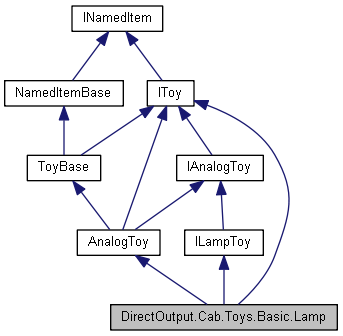 INamedItem
NamedItemBase
IToy
ToyBase
IAnalogToy
AnalogToy
ILampToy
DirectOutput.Cab.Toys.Basic.Lamp